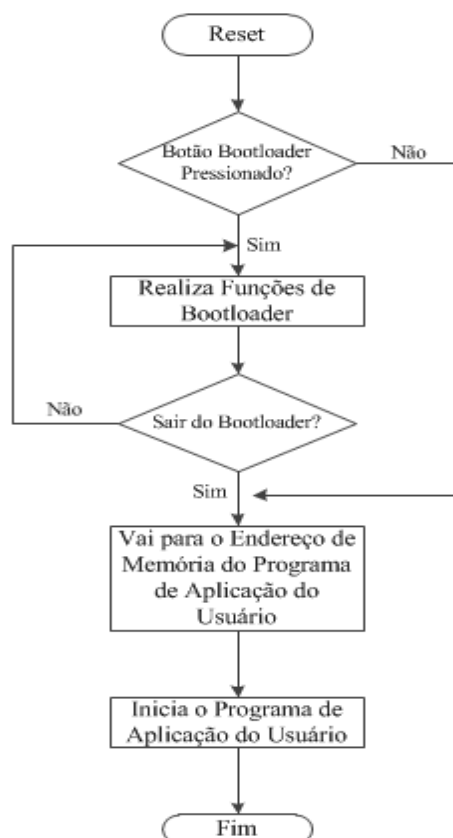 Reset
Botão Bootloader
Pressionado?
Não
Sim
Realiza Funções de
Bootloader
Não
Sair do Bootloader?
Sim
Vai para o Endereço de
Memória do Programa
de Aplicação do
Usuário
Inicia o Programa de
Aplicação do Usuário
Fim